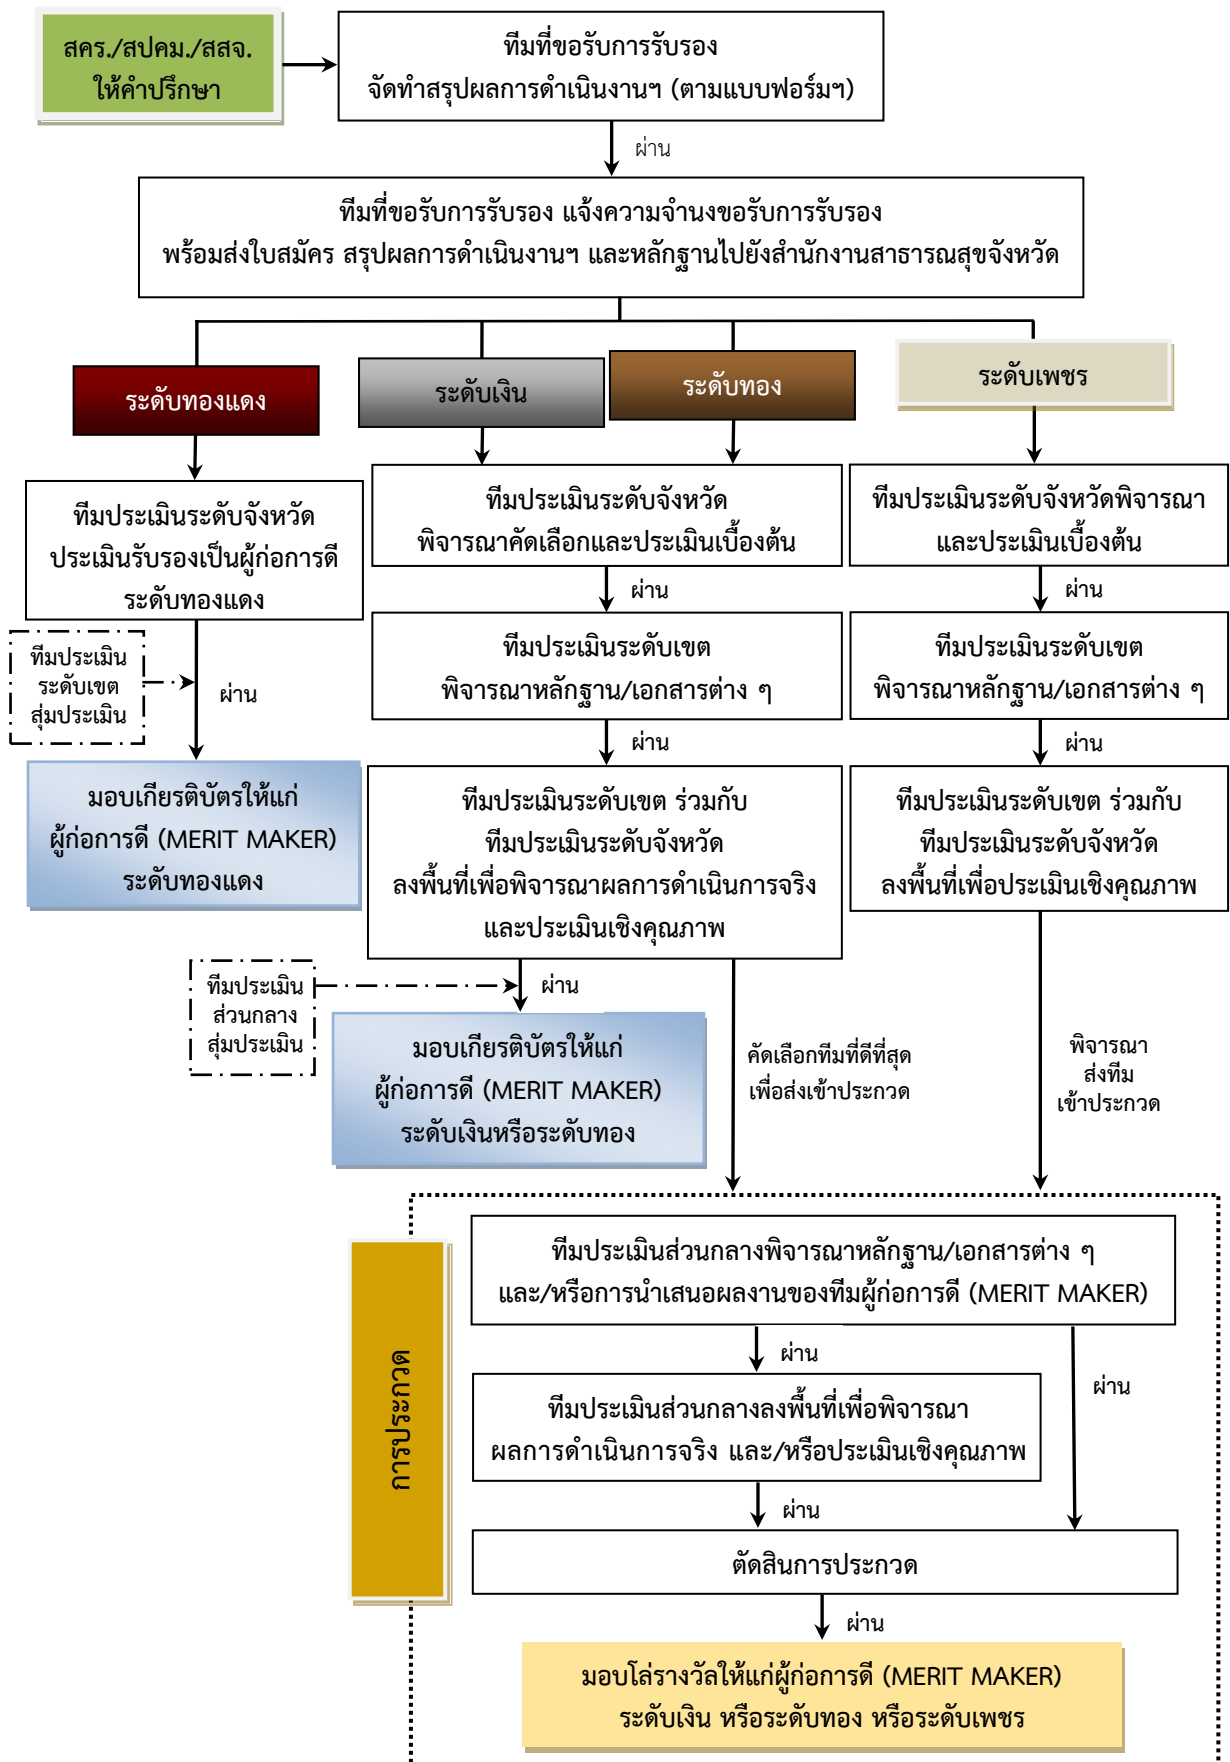 สคร./สปคม./สสจ.
ให้คำปรึกษา
ทีมที่ขอรับการรับรอง
จัดทำสรุปผลการดำเนินงานฯ (ตามแบบฟอร์มฯ)
ผ่าน
ทีมที่ขอรับการรับรอง แจ้งความจำนงขอรับการรับรอง
พร้อมส่งใบสมัคร สรุปผลการดำเนินงานฯ และหลักฐานไปยังสำนักงานสาธารณสุขจังหวัด
ระดับทองแดง
ระดับเงิน
ระดับทอง
ระดับเพชร
ทีมประเมินระดับจังหวัด
ประเมินรับรองเป็นผู้ก่อการดี
ระดับทองแดง
ทีมประเมินระดับจังหวัด
พิจารณาคัดเลือกและประเมินเบื้องต้น
ทีมประเมินระดับจังหวัดพิจารณา
และประเมินเบื้องต้น
ผ่าน
ผ่าน
ทีมประเมิน
ระดับเขต
สุ่มประเมิน
ผ่าน
ทีมประเมินระดับเขต
พิจารณาหลักฐาน/เอกสารต่าง ๆ
ทีมประเมินระดับเขต
พิจารณาหลักฐาน/เอกสารต่าง ๆ
ผ่าน
ผ่าน
มอบเกียรติบัตรให้แก่
ผู้ก่อการดี (MERIT MAKER)
ระดับทองแดง
ทีมประเมินระดับเขต ร่วมกับ
ทีมประเมินระดับจังหวัด
ลงพื้นที่เพื่อพิจารณาผลการดำเนินการจริง
และประเมินเชิงคุณภาพ
ทีมประเมินระดับเขต ร่วมกับ
ทีมประเมินระดับจังหวัด
ลงพื้นที่เพื่อประเมินเชิงคุณภาพ
ทีมประเมิน
ส่วนกลาง
สุ่มประเมิน
ผ่าน
มอบเกียรติบัตรให้แก่
ผู้ก่อการดี (MERIT MAKER)
ระดับเงินหรือระดับทอง
คัดเลือกทีมที่ดีที่สุด
เพื่อส่งเข้าประกวด
พิจารณา
ส่งทีม
เข้าประกวด
การประกวด
ทีมประเมินส่วนกลางพิจารณาหลักฐาน/เอกสารต่าง ๆ
และ/หรือการนำเสนอผลงานของทีมผู้ก่อการดี (MERIT MAKER)
ผ่าน
ผ่าน
ทีมประเมินส่วนกลางลงพื้นที่เพื่อพิจารณา
ผลการดำเนินการจริง และ/หรือประเมินเชิงคุณภาพ
ผ่าน
ตัดสินการประกวด
ผ่าน
มอบโล่รางวัลให้แก่ผู้ก่อการดี (MERIT MAKER)
ระดับเงิน หรือระดับทอง หรือระดับเพชร